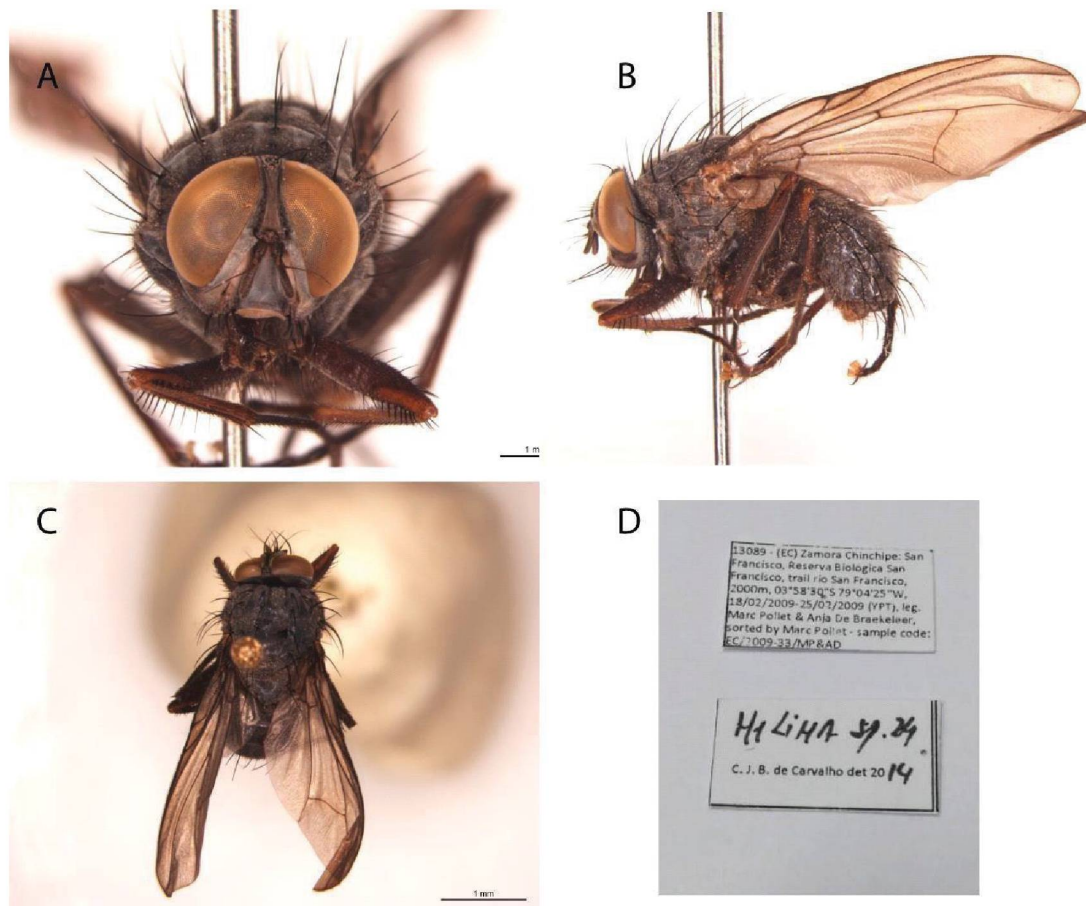 A
B
1 m
C
D
13089 - (EC) Zamora Chinchipe: San
Francisco, Reserva Biologica San
Francisco, trail rio San Francisco,
2000m, 03°58'30"S 79°04'25"W,
18/02/2009-25/02/2009 (YPT), leg.
Marc Pollet & Anja De Braekeleer,
sorted by Marc Pollet - sample code:
EC/2009-33/MP&AD
HeLiNA sp.24
C. J. B. de Carvalho det 2014
1 mm